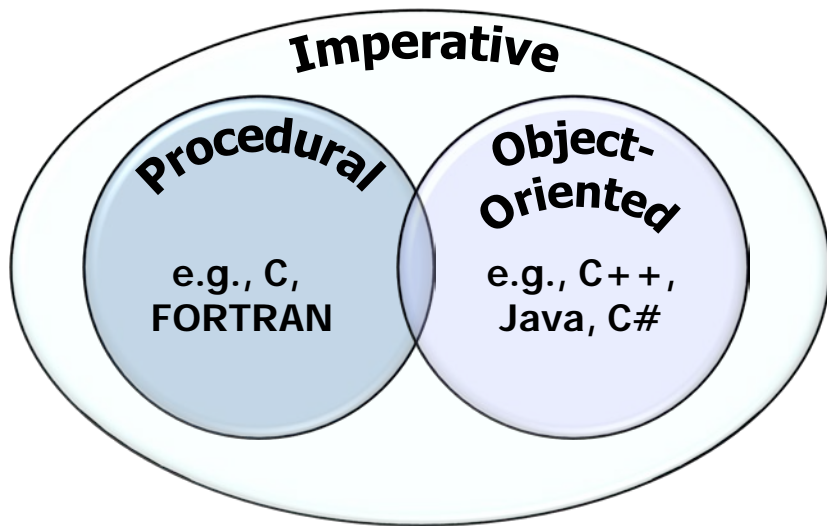 Imperative
Procedural
e.g., C,
FORTRAN
Object-
Oriented
e.g., C++,
Java, C#